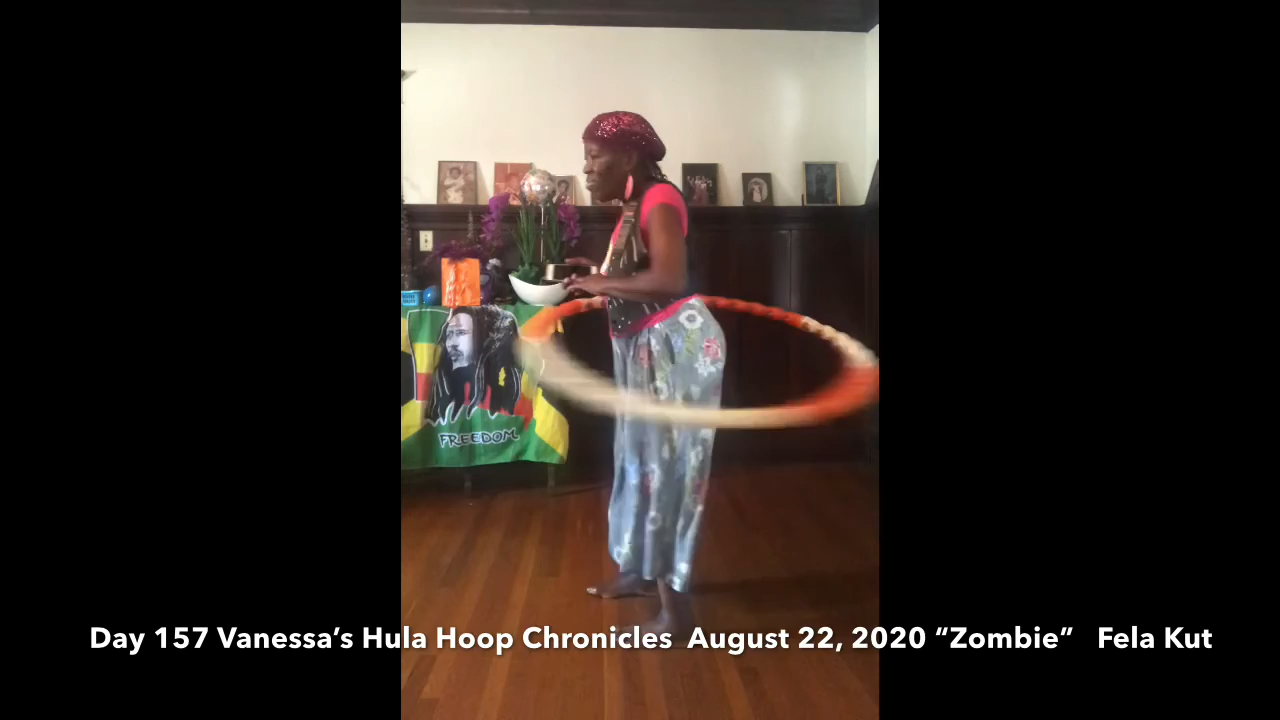 FREEDOM
Day 157 Vanessa’s Hula Hoop Chronicles  August 22, 2020 “Zombie”   Fela Kut